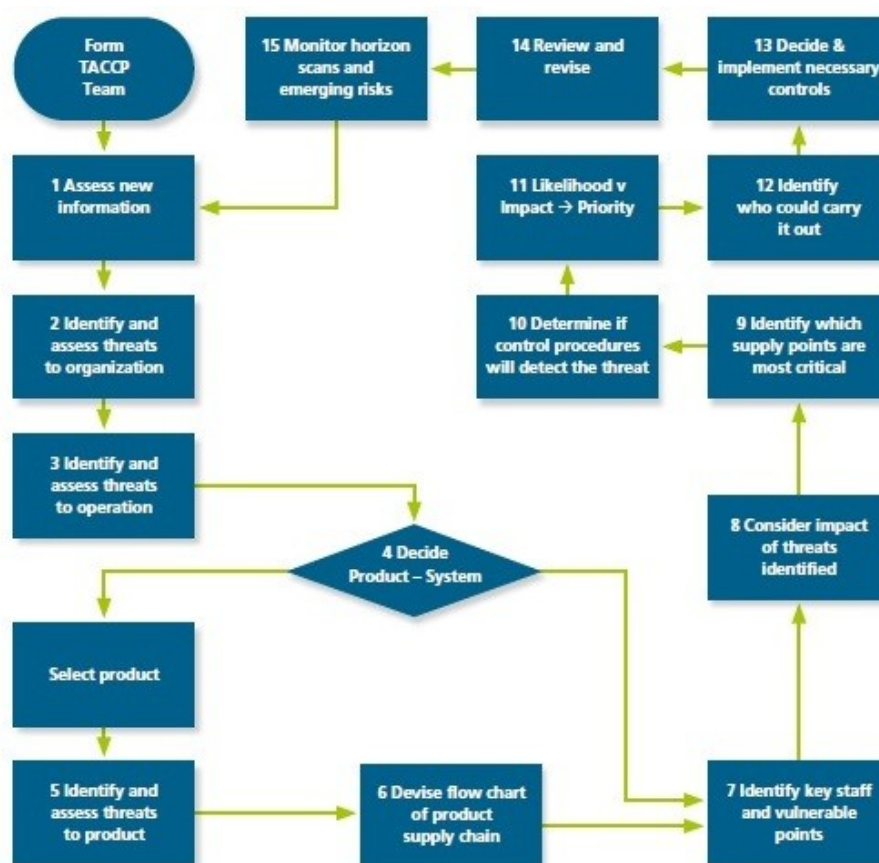 Form
TACCP
Team
15 Monitor horizon
scans and
emerging risks
14 Review and
revise
13 Decide &
implement necessary
controls
1 Assess new
information
11 Likelihood v
Impact → Priority
12 Identify
who could carry
it out
2 Identify and
assess threats
to organization
10 Determine if
control procedures
will detect the threat
9 Identify which
supply points are
most critical
3 Identify and
assess threats
to operation
4 Decide
Product – System
8 Consider impact
of threats
identified
Select product
5 Identify and
assess threats
to product
6 Devise flow chart
of product
supply chain
7 Identify key staff
and vulnerable
points